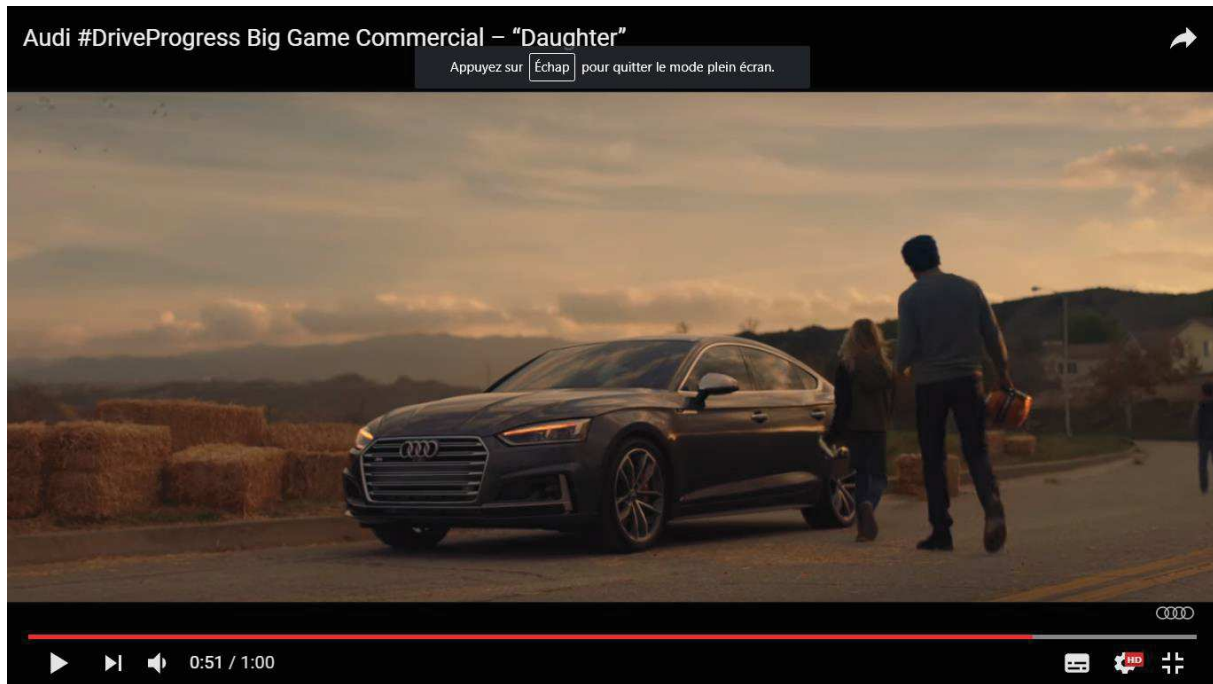 Audi #DriveProgress Big Game Commercial – “Daughter”
Appuyez sur Échap pour quitter le mode plein écran.
0:51 / 1:00
HD